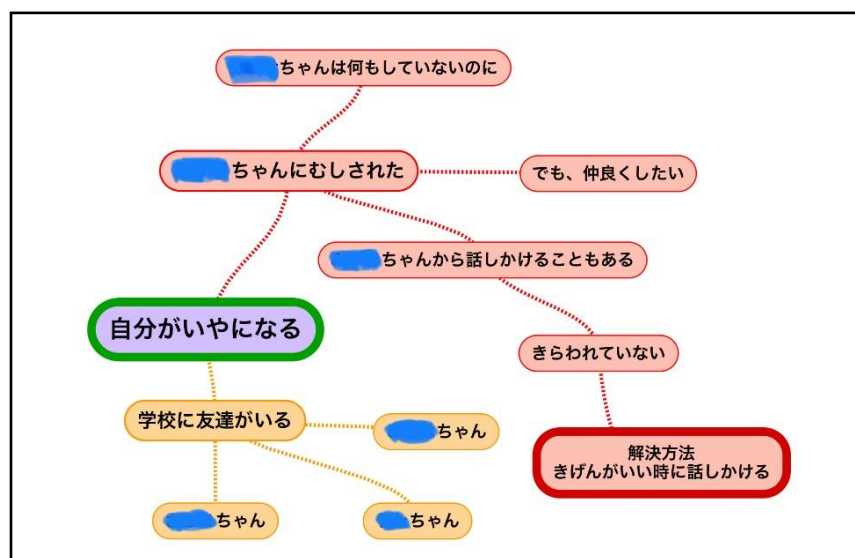 ちゃんは何もしていないのに
ちゃんにむしされた
でも、仲良くしたい
ちゃんから話しかけることもある
自分がいやになる
きらわれていない
学校に友達がいる
ちゃん
解決方法
きげんがいい時に話しかける
ちゃん
ちゃん